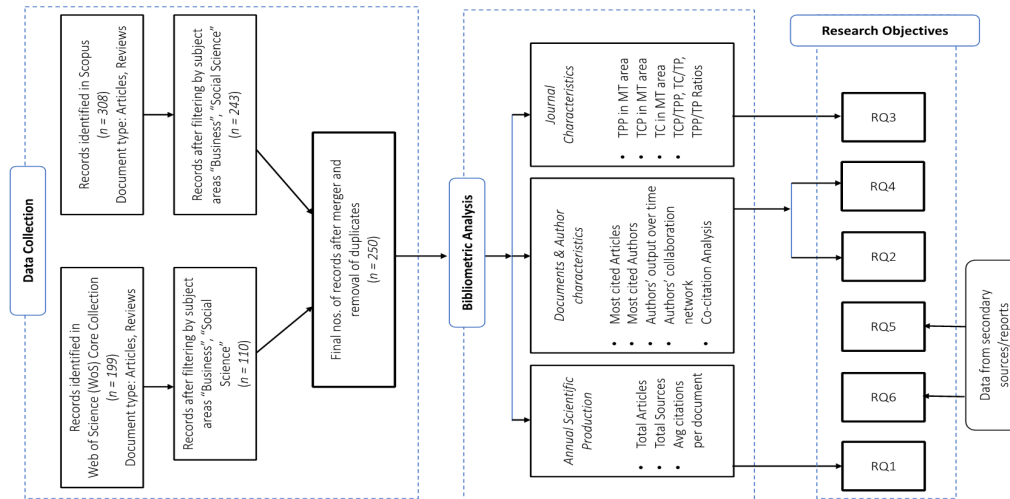 Data Collection
Records identified in
Web of Science (WoS) Core Collection
(n = 199)
Document type: Articles, Reviews
Records identified in Scopus
(n = 308)
Document type: Articles, Reviews
Records after filtering by subject
areas "Business", "Social
Science"
(n = 110)
Records after filtering by subject
areas "Business", "Social Science"
(n = 243)
Final nos. of records after merger and
removal of duplicates
(n = 250)
Bibliometric Analysis
Annual Scientific
Production
• Total Articles
• Total Sources
• Avg citations
per document
Documents & Author
characteristics
• Most cited Articles
• Most cited Authors
• Authors' output over time
• Authors' collaboration
network
• Co-citation Analysis
Journal
Characteristics
• TPP in MT area
• TCP in MT area
• TC in MT area
• TCP/TPP, TC/TP,
TPP/TP Ratios
Research Objectives
RQ1
RQ6
RQ5
RQ2
RQ4
RQ3
Data from secondary
sources/reports